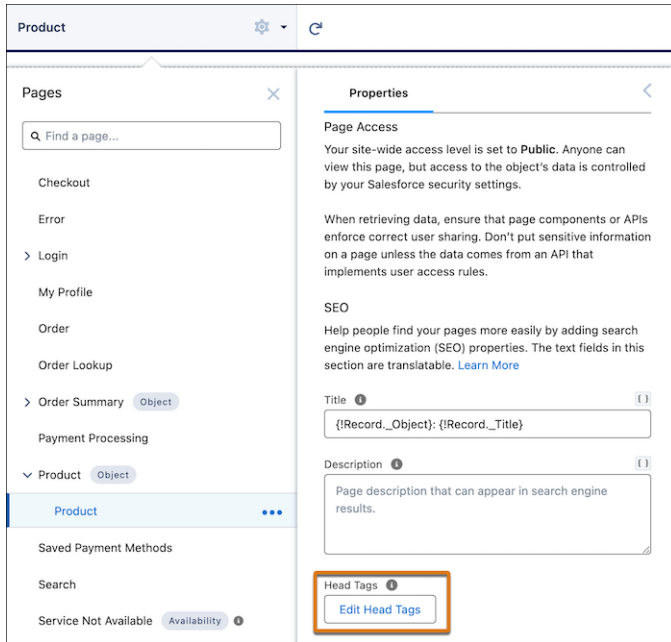 Product
Pages
Find a page...
Checkout
Error
Login
My Profile
Order
Order Lookup
Order Summary Object
Payment Processing
Product Object
Product
Saved Payment Methods
Search
Service Not Available Availability
Properties
Page Access
Your site-wide access level is set to Public. Anyone can
view this page, but access to the object's data is controlled
by your Salesforce security settings.
When retrieving data, ensure that page components or APIs
enforce correct user sharing. Don't put sensitive information
on a page unless the data comes from an API that
implements user access rules.
SEO
Help people find your pages more easily by adding search
engine optimization (SEO) properties. The text fields in this
section are translatable. Learn More
Title
{!Record._Object}: {!Record._Title}
Description
Page description that can appear in search engine
results.
Head Tags
Edit Head Tags